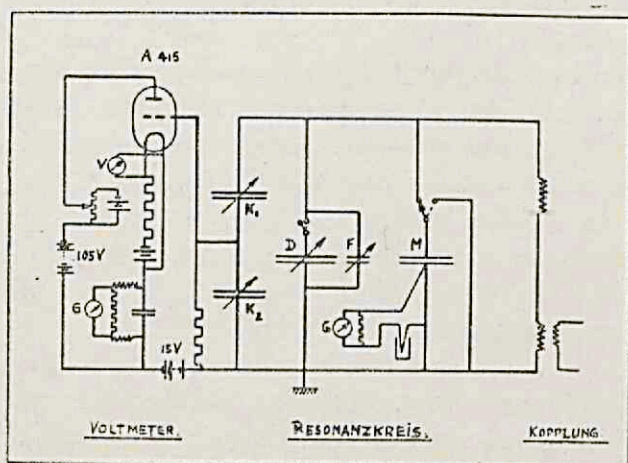 A 415
V
K₁
D
F
M
105V
K₂
G
G
15V
VOLTMETER.
RESONANZKREIS.
KOPPLUNG.